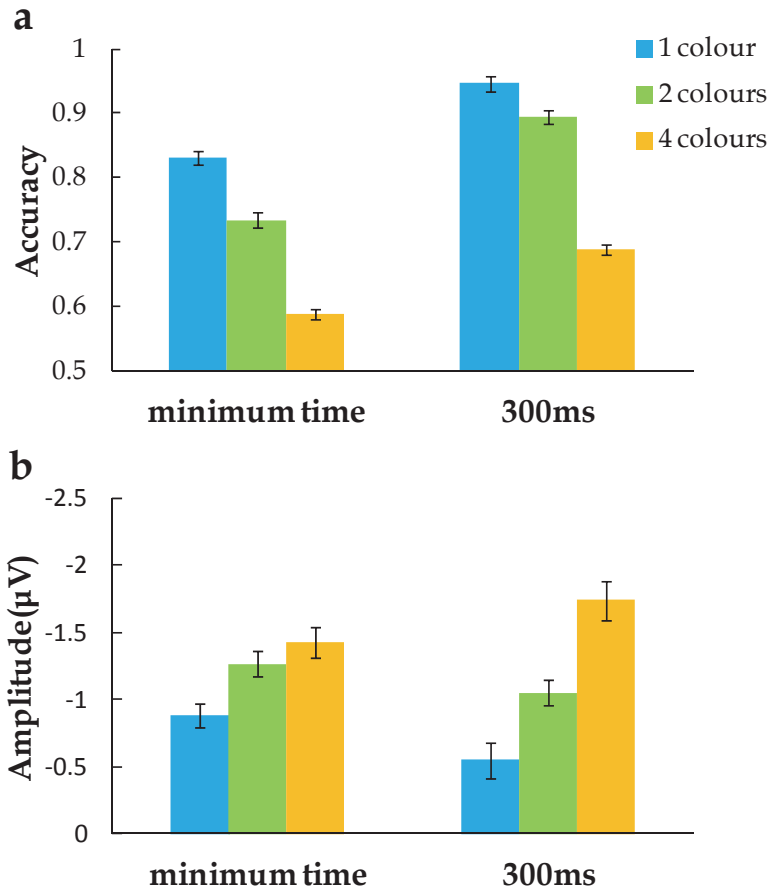 a
1
0.9
0.8
0.7
0.6
0.5
Accuracy
1 colour
2 colours
4 colours
minimum time
300ms
b
-2.5
-2
-1.5
-1
-0.5
0
Amplitude(µV)
minimum time
300ms